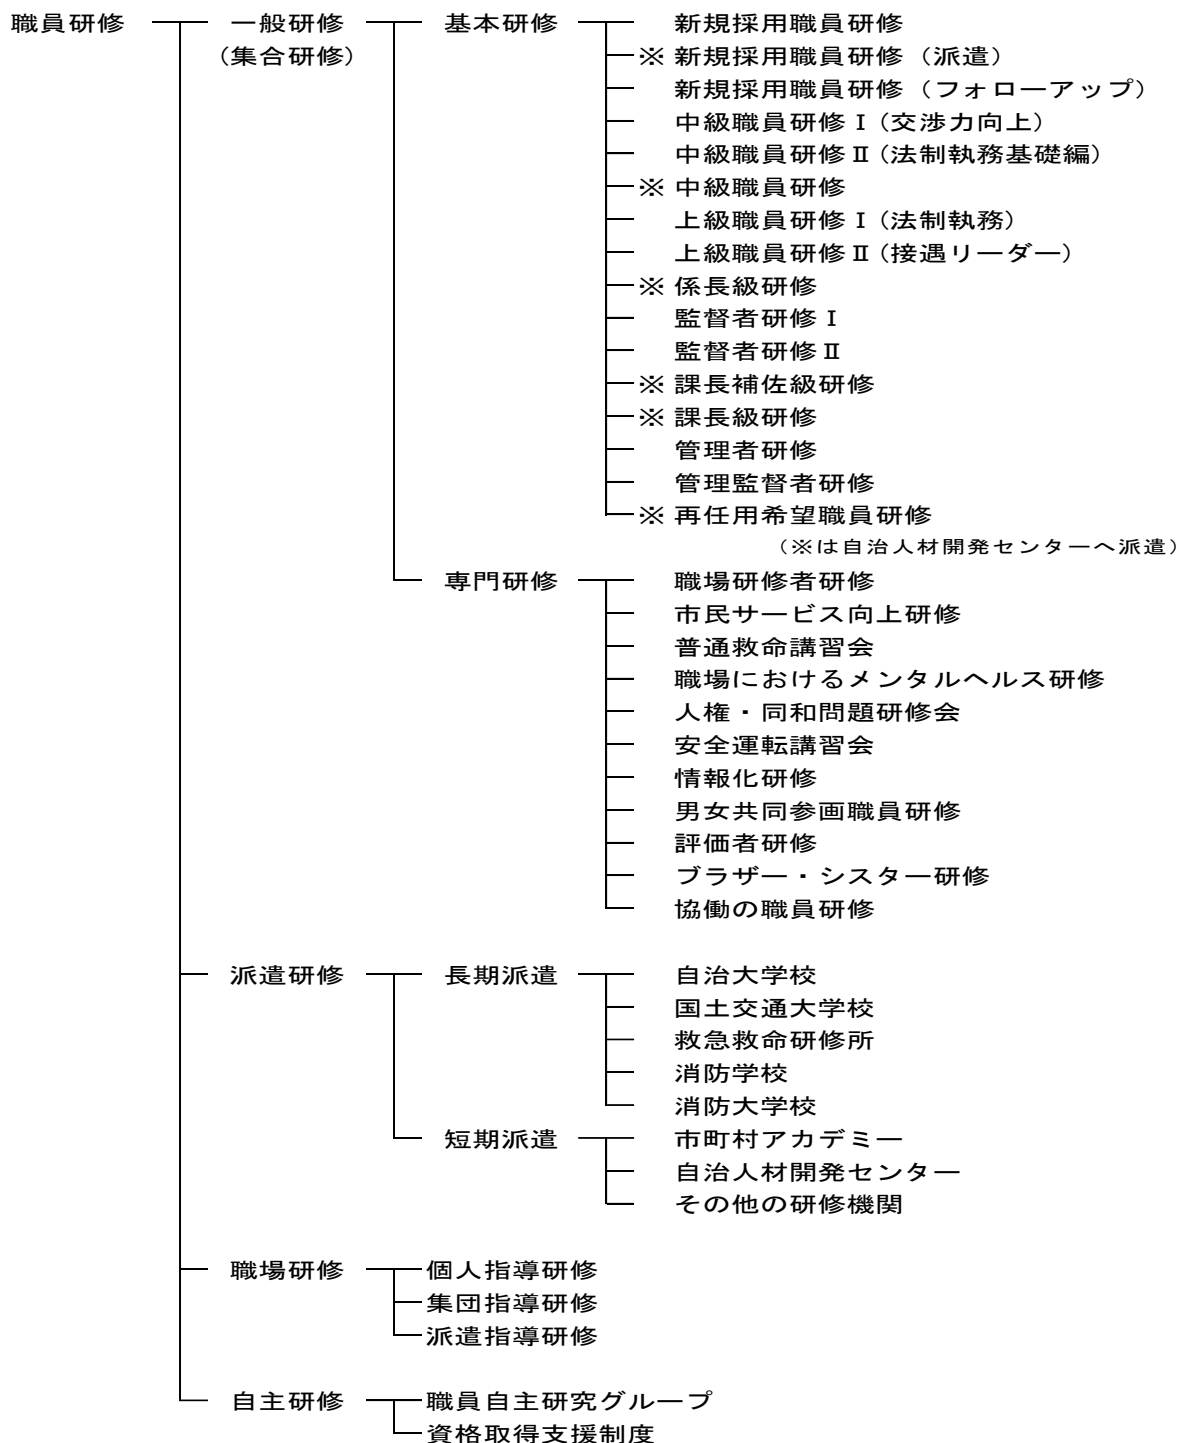 職員研修 一般研修 基本研修 新規採用職員研修
(集合研修) ※ 新規採用職員研修（派遣）
新規採用職員研修（フォローアップ）
中級職員研修Ⅰ（交渉力向上）
中級職員研修Ⅱ（法制執務基礎編）
※ 中級職員研修
上級職員研修Ⅰ（法制執務）
上級職員研修Ⅱ（接遇リーダー）
※ 係長級研修
監督者研修Ⅰ
監督者研修Ⅱ
※ 課長補佐級研修
※ 課長級研修
管理者研修
管理監督者研修
※ 再任用希望職員研修
（※は自治人材開発センターへ派遣）
専門研修 職場研修者研修
市民サービス向上研修
普通救命講習会
職場におけるメンタルヘルス研修
人権・同和問題研修会
安全運転講習会
情報化研修
男女共同参画職員研修
評価者研修
ブラザー・シスター研修
協働の職員研修
派遣研修 長期派遣 自治大学校
国土交通大学校
救急救命研修所
消防学校
消防大学校
短期派遣 市町村アカデミー
自治人材開発センター
その他の研修機関
職場研修 個人指導研修
集団指導研修
派遣指導研修
自主研修 職員自主研究グループ
資格取得支援制度